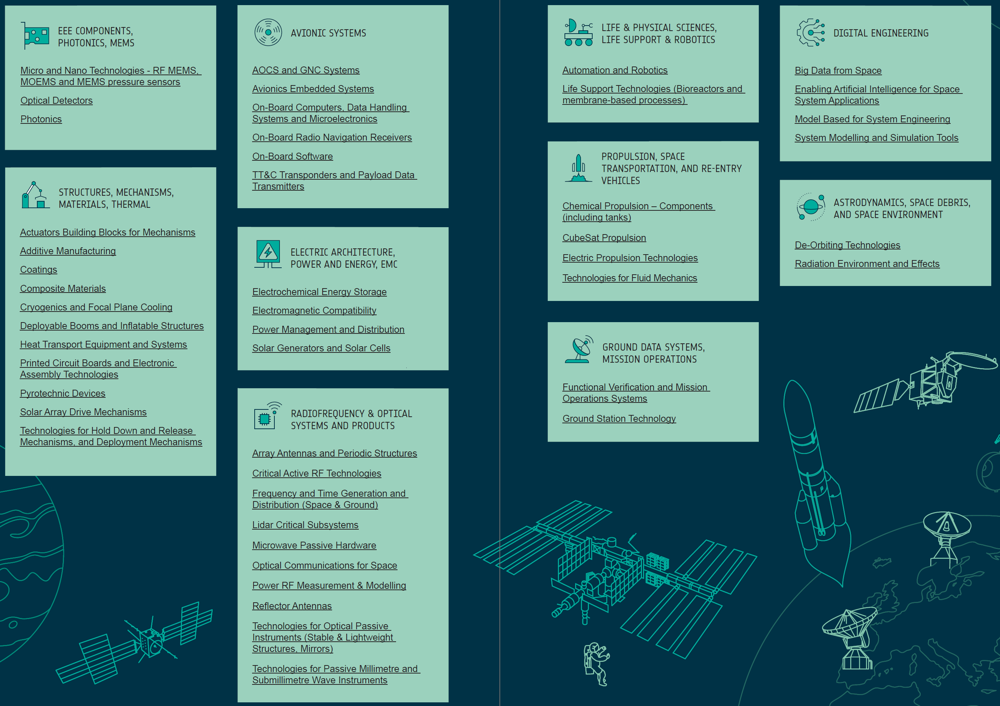 EEE COMPONENTS,
PHOTONICS, MEMS
Micro and Nano Technologies - RF MEMS,
MOEMS and MEMS pressure sensors
Optical Detectors
Photonics
STRUCTURES, MECHANISMS,
MATERIALS, THERMAL
Actuators Building Blocks for Mechanisms
Additive Manufacturing
Coatings
Composite Materials
Cryogenics and Focal Plane Cooling
Deployable Booms and Inflatable Structures
Heat Transport Equipment and Systems
Printed Circuit Boards and Electronic
Assembly Technologies
Pyrotechnic Devices
Solar Array Drive Mechanisms
Technologies for Hold Down and Release
Mechanisms, and Deployment Mechanisms
AVIONIC SYSTEMS
AOCS and GNC Systems
Avionics Embedded Systems
On-Board Computers, Data Handling
Systems and Microelectronics
On-Board Radio Navigation Receivers
On-Board Software
TT&C Transponders and Payload Data
Transmitters
ELECTRIC ARCHITECTURE,
POWER AND ENERGY, EMC
Electrochemical Energy Storage
Electromagnetic Compatibility
Power Management and Distribution
Solar Generators and Solar Cells
RADIOFREQUENCY & OPTICAL
SYSTEMS AND PRODUCTS
Array Antennas and Periodic Structures
Critical Active RF Technologies
Frequency and Time Generation and
Distribution (Space & Ground)
Lidar Critical Subsystems
Microwave Passive Hardware
Optical Communications for Space
Power RF Measurement & Modelling
Reflector Antennas
Technologies for Optical Passive
Instruments (Stable & Lightweight
Structures, Mirrors)
Technologies for Passive Millimetre and
Submillimetre Wave Instruments
LIFE & PHYSICAL SCIENCES,
LIFE SUPPORT & ROBOTICS
Automation and Robotics
Life Support Technologies (Bioreactors and
membrane-based processes)
PROPULSION, SPACE
TRANSPORTATION, AND RE-ENTRY
VEHICLES
Chemical Propulsion – Components
(including tanks)
CubeSat Propulsion
Electric Propulsion Technologies
Technologies for Fluid Mechanics
GROUND DATA SYSTEMS,
MISSION OPERATIONS
Functional Verification and Mission
Operations Systems
Ground Station Technology
DIGITAL ENGINEERING
Big Data from Space
Enabling Artificial Intelligence for Space
System Applications
Model Based for System Engineering
System Modelling and Simulation Tools
ASTRODYNAMICS, SPACE DEBRIS,
AND SPACE ENVIRONMENT
De-Orbiting Technologies
Radiation Environment and Effects